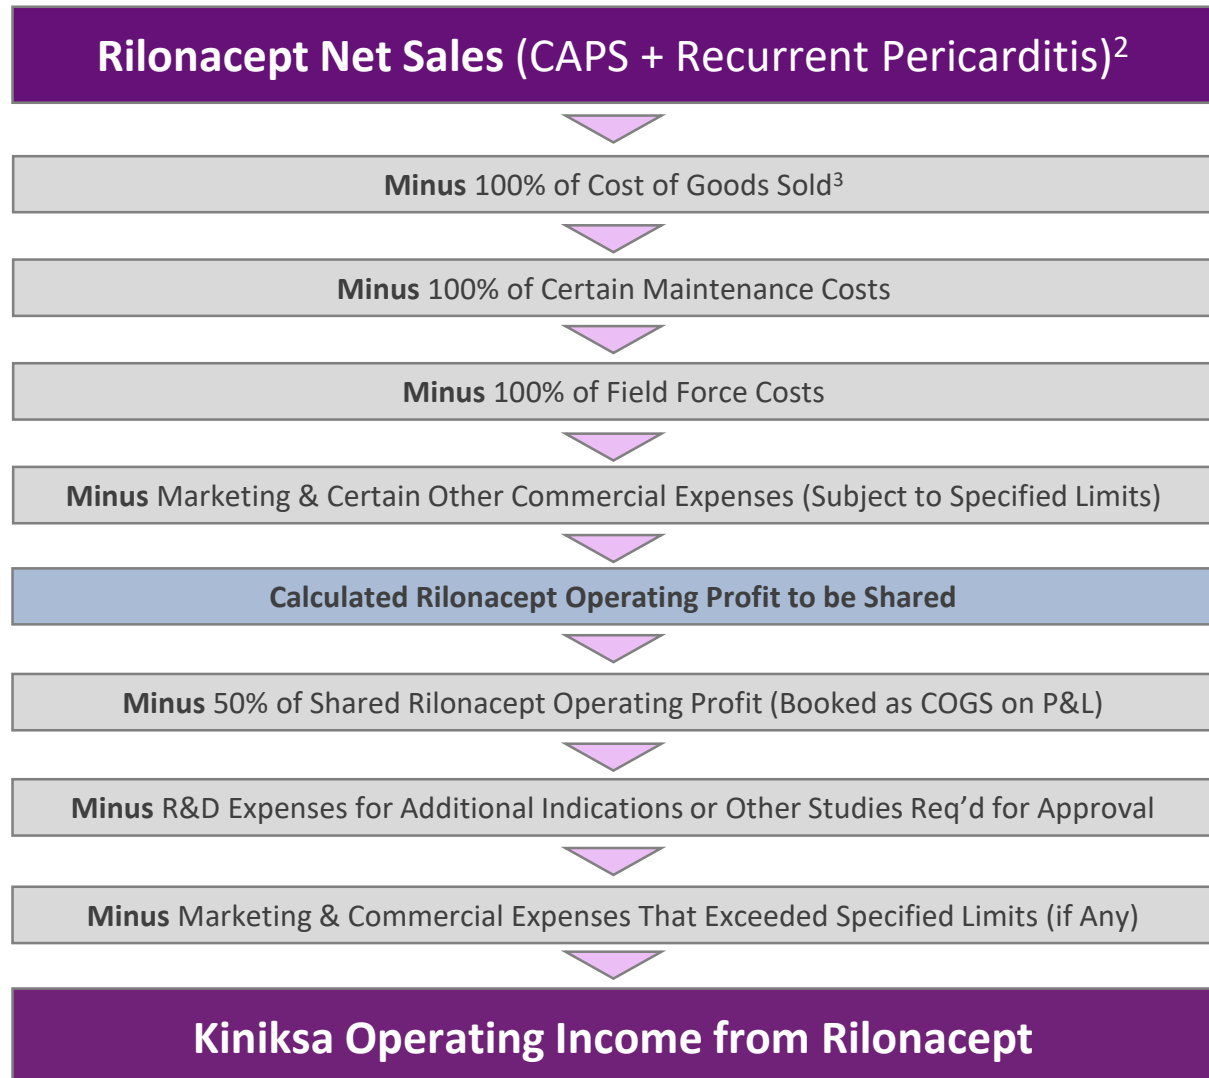 Rilonacept Net Sales (CAPS + Recurrent Pericarditis)²
Minus 100% of Cost of Goods Sold³
Minus 100% of Certain Maintenance Costs
Minus 100% of Field Force Costs
Minus Marketing & Certain Other Commercial Expenses (Subject to Specified Limits)
Calculated Rilonacept Operating Profit to be Shared
Minus 50% of Shared Rilonacept Operating Profit (Booked as COGS on P&L)
Minus R&D Expenses for Additional Indications or Other Studies Req’d for Approval
Minus Marketing & Commercial Expenses That Exceeded Specified Limits (if Any)
Kiniksa Operating Income from Rilonacept